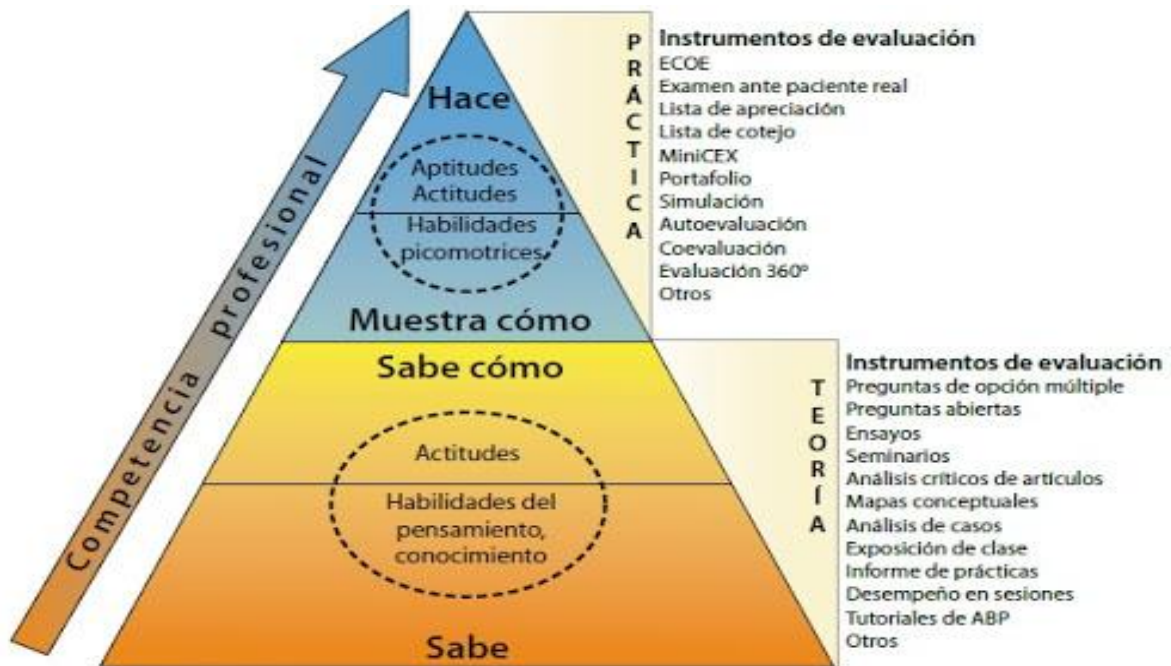 Competencia profesional
Hace
Aptitudes
Actitudes
Habilidades
picomotrices
Muestra cómo
Sabe cómo
Actitudes
Habilidades del
pensamiento,
conocimiento
Sabe
PRÁCTICA
Instrumentos de evaluación
ECOE
Examen ante paciente real
Lista de apreciación
Lista de cotejo
MiniCEX
Portafolio
Simulación
Autoevaluación
Coevaluación
Evaluación 360º
Otros
TEORÍA
Instrumentos de evaluación
Preguntas de opción múltiple
Preguntas abiertas
Ensayos
Seminarios
Análisis críticos de artículos
Mapas conceptuales
Análisis de casos
Exposición de clase
Informe de prácticas
Desempeño en sesiones
Tutoriales de ABP
Otros